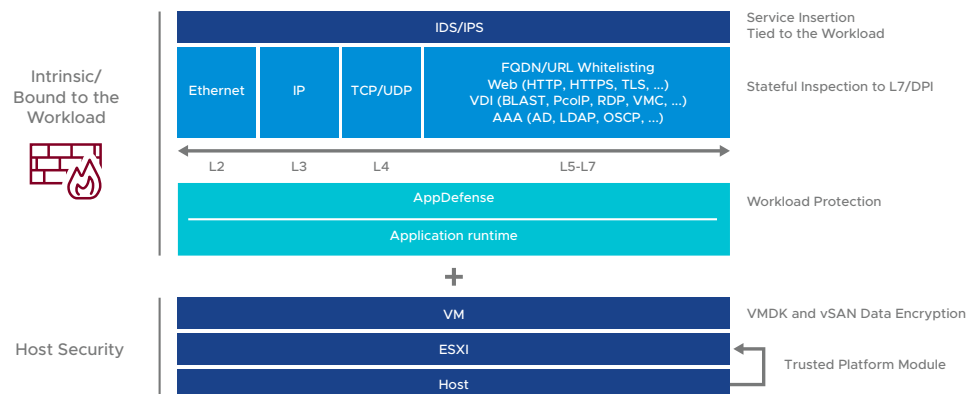 IDS/IPS
Service Insertion
Tied to the Workload
Intrinsic/
Bound to the
Workload
Ethernet
IP
TCP/UDP
FQDN/URL Whitelisting
Web (HTTP, HTTPS, TLS, ...)
VDI (BLAST, PcoIP, RDP, VMC, ...)
AAA (AD, LDAP, OSCP, ...)
Stateful Inspection to L7/DPI
L2
L3
L4
L5-L7
AppDefense
Workload Protection
Application runtime
+
Host Security
VM
VMDK and vSAN Data Encryption
ESXI
Trusted Platform Module
Host